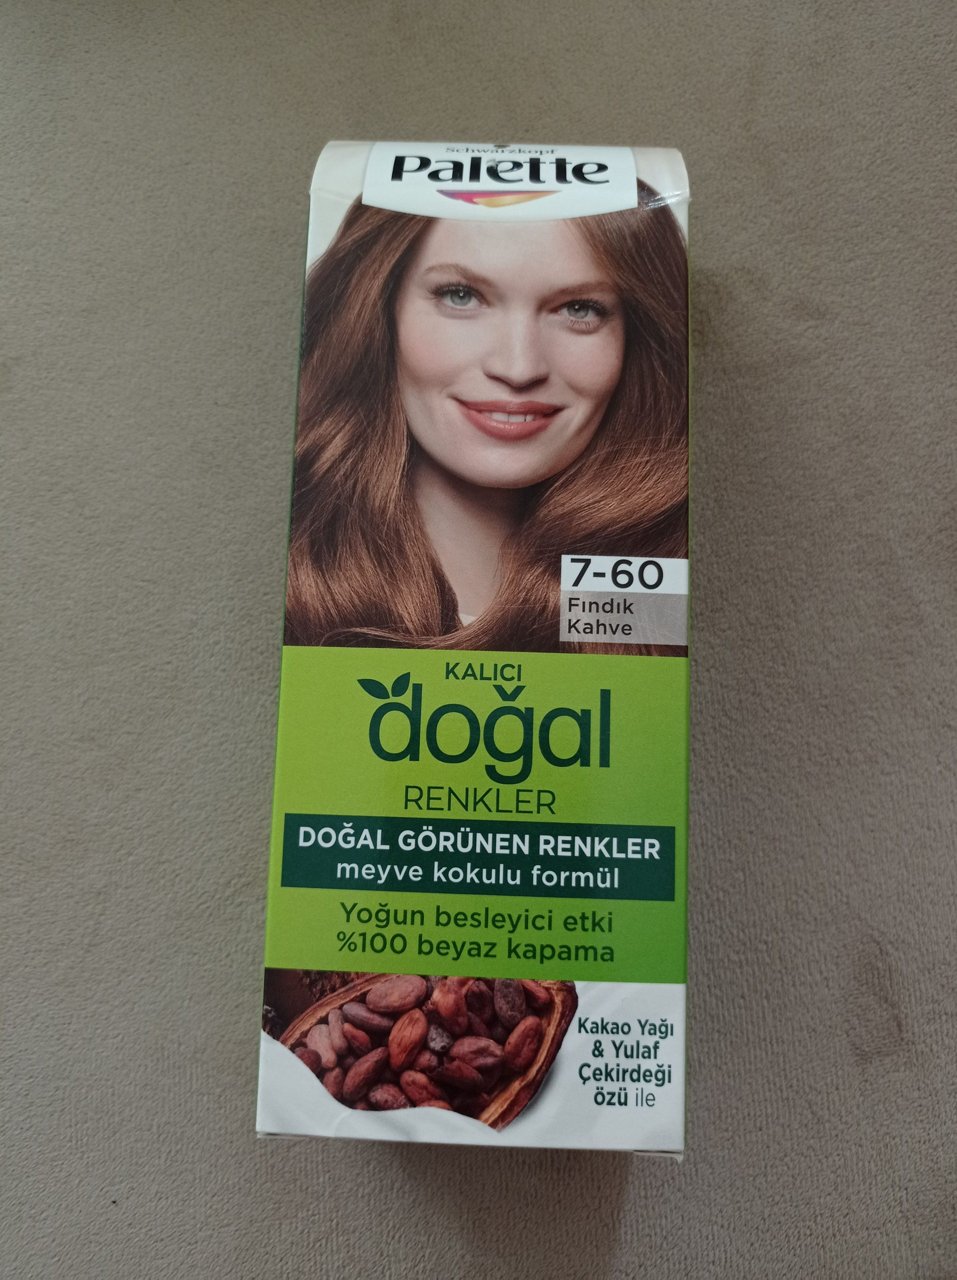 Schwarzkopf
Palette
7-60
Fındık
Kahve
KALICI
doğal
RENKLER
DOĞAL GÖRÜNEN RENKLER
meyve kokulu formül
Yoğun besleyici etki
%100 beyaz kapama
Kakao Yağı
& Yulaf
Çekirdeği
özü ile